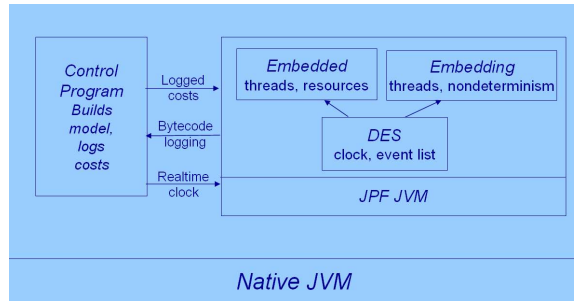 Control
Program
Builds
model,
logs
costs
Logged
costs
Bytecode
logging
Realtime
clock
Embedded
threads, resources
Embedding
threads, nondeterminism
DES
clock, event list
JPF JVM
Native JVM